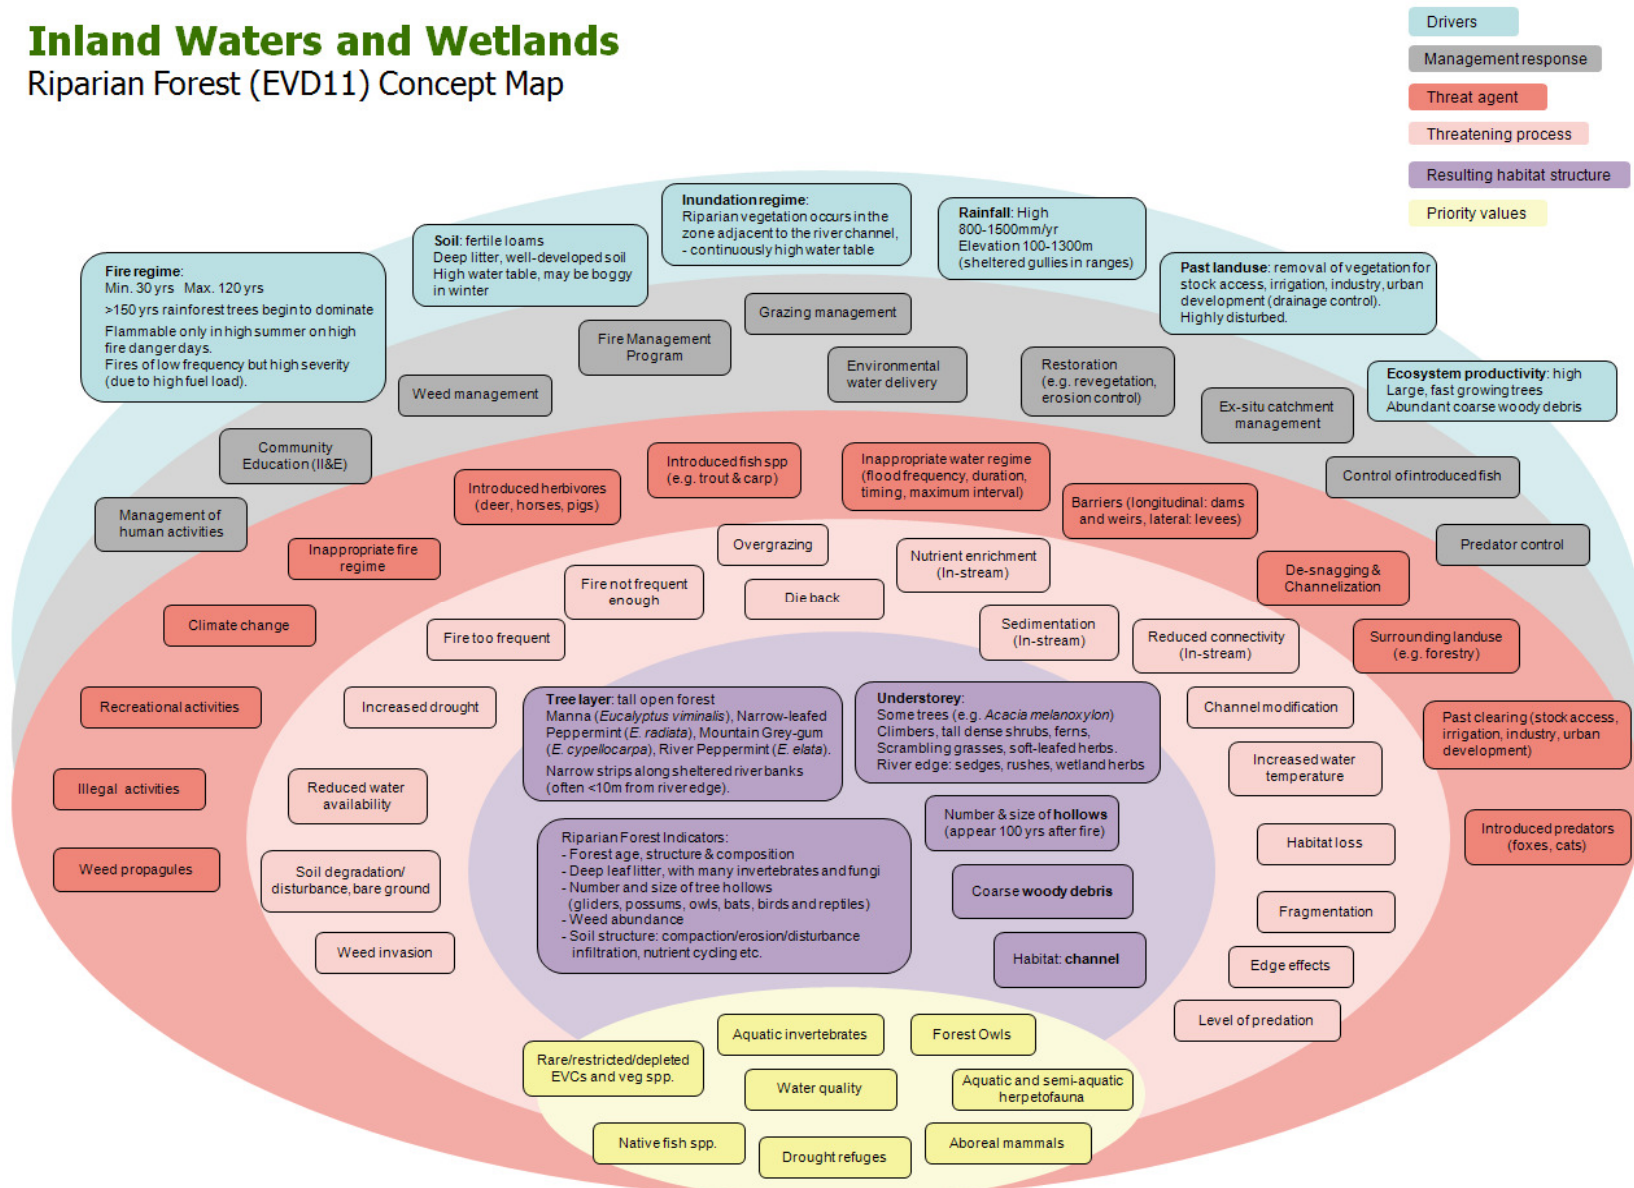 Inland Waters and Wetlands
Riparian Forest (EVD11) Concept Map
Drivers
Management response
Threat agent
Threatening process
Resulting habitat structure
Priority values
Fire regime:
Min. 30 yrs Max. 120 yrs
>150 yrs rainforest trees begin to dominate
Flammable only in high summer on high
fire danger days.
Fires of low frequency but high severity
(due to high fuel load).
Soil: fertile loams
Deep litter, well-developed soil
High water table, may be boggy
in winter
Inundation regime:
Riparian vegetation occurs in the
zone adjacent to the river channel,
- continuously high water table
Rainfall: High
800-1500mm/yr
Elevation 100-1300m
(sheltered gullies in ranges)
Past landuse: removal of vegetation for
stock access, irrigation, industry, urban
development (drainage control).
Highly disturbed.
Ecosystem productivity: high
Large, fast growing trees
Abundant coarse woody debris
Management of
human activities
Community
Education (II&E)
Weed management
Fire Management
Program
Grazing management
Environmental
water delivery
Restoration
(e.g. revegetation,
erosion control)
Ex-situ catchment
management
Control of introduced fish
Predator control
Weed propagules
Illegal activities
Recreational activities
Climate change
Inappropriate fire
regime
Introduced herbivores
(deer, horses, pigs)
Introduced fish spp
(e.g. trout & carp)
Inappropriate water regime
(flood frequency, duration,
timing, maximum interval)
Barriers (longitudinal: dams
and weirs, lateral: levees)
De-snagging &
Channelization
Surrounding landuse
(e.g. forestry)
Past clearing (stock access,
irrigation, industry, urban
development)
Introduced predators
(foxes, cats)
Weed invasion
Soil degradation/
disturbance, bare ground
Reduced water
availability
Increased drought
Fire too frequent
Fire not frequent
enough
Overgrazing
Die back
Nutrient enrichment
(In-stream)
Sedimentation
(In-stream)
Reduced connectivity
(In-stream)
Channel modification
Increased water
temperature
Habitat loss
Fragmentation
Edge effects
Level of predation
Tree layer: tall open forest
Manna (Eucalyptus viminalis), Narrow-leafed
Peppermint (E. radiata), Mountain Grey-gum
(E. cypellocarpa), River Peppermint (E. elata).
Narrow strips along sheltered river banks
(often <10m from river edge).
Understorey:
Some trees (e.g. Acacia melanoxylon)
Climbers, tall dense shrubs, ferns,
Scrambling grasses, soft-leafed herbs.
River edge: sedges, rushes, wetland herbs
Riparian Forest Indicators:
- Forest age, structure & composition
- Deep leaf litter, with many invertebrates and fungi
- Number and size of tree hollows
(gliders, possums, owls, bats, birds and reptiles)
- Weed abundance
- Soil structure: compaction/erosion/disturbance
infiltration, nutrient cycling etc.
Number & size of hollows
(appear 100 yrs after fire)
Coarse woody debris
Habitat: channel
Rare/restricted/depleted
EVCs and veg spp.
Aquatic invertebrates
Forest Owls
Water quality
Aquatic and semi-aquatic
herpetofauna
Native fish spp.
Drought refuges
Aboreal mammals